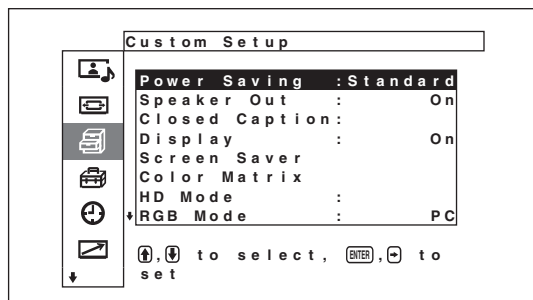 Custom Setup
Power Saving :Standard
Speaker Out : On
Closed Caption:
Display : On
Screen Saver
Color Matrix
HD Mode :
RGB Mode : PC
, to select, ENTER, to
set